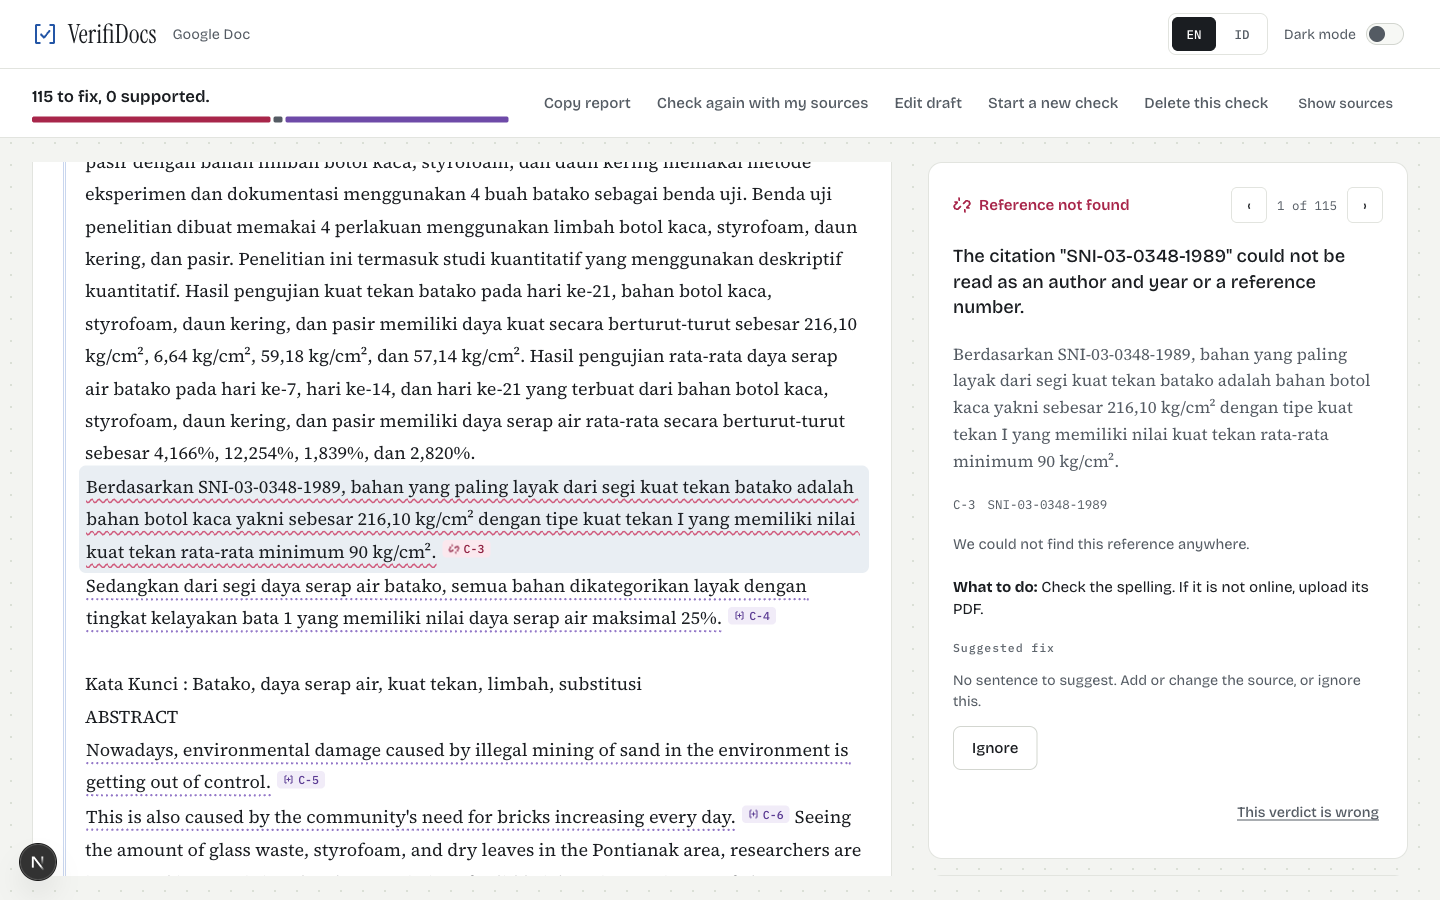 VerifiDocs
Google Doc
EN
ID
Dark mode
115 to fix, 0 supported.
Copy report
Check again with my sources
Edit draft
Start a new check
Delete this check
Show sources
pasir dengan bahan limbah botol kaca, styrofoam, dan daun kering memakai metode
eksperimen dan dokumentasi menggunakan 4 buah batako sebagai benda uji. Benda uji
penelitian dibuat memakai 4 perlakuan menggunakan limbah botol kaca, styrofoam, daun
kering, dan pasir. Penelitian ini termasuk studi kuantitatif yang menggunakan deskriptif
kuantitatif. Hasil pengujian kuat tekan batako pada hari ke-21, bahan botol kaca,
styrofoam, daun kering, dan pasir memiliki daya kuat secara berturut-turut sebesar 216,10
kg/cm², 6,64 kg/cm², 59,18 kg/cm², dan 57,14 kg/cm². Hasil pengujian rata-rata daya serap
air batako pada hari ke-7, hari ke-14, dan hari ke-21 yang terbuat dari bahan botol kaca,
styrofoam, daun kering, dan pasir memiliki daya serap air rata-rata secara berturut-turut
sebesar 4,166%, 12,254%, 1,839%, dan 2,820%.
Berdasarkan SNI-03-0348-1989, bahan yang paling layak dari segi kuat tekan batako adalah
bahan botol kaca yakni sebesar 216,10 kg/cm² dengan tipe kuat tekan I yang memiliki nilai
kuat tekan rata-rata minimum 90 kg/cm². C-3
Sedangkan dari segi daya serap air batako, semua bahan dikategorikan layak dengan
tingkat kelayakan bata 1 yang memiliki nilai daya serap air maksimal 25%. C-4
Kata Kunci : Batako, daya serap air, kuat tekan, limbah, substitusi
ABSTRACT
Nowadays, environmental damage caused by illegal mining of sand in the environment is
getting out of control. C-5
This is also caused by the community's need for bricks increasing every day. C-6 Seeing
the amount of glass waste, styrofoam, and dry leaves in the Pontianak area, researchers are
Reference not found
‹
1 of 115
›
The citation "SNI-03-0348-1989" could not be
read as an author and year or a reference
number.
Berdasarkan SNI-03-0348-1989, bahan yang paling
layak dari segi kuat tekan batako adalah bahan botol
kaca yakni sebesar 216,10 kg/cm² dengan tipe kuat
tekan I yang memiliki nilai kuat tekan rata-rata
minimum 90 kg/cm².
C-3 SNI-03-0348-1989
We could not find this reference anywhere.
What to do: Check the spelling. If it is not online, upload its
PDF.
Suggested fix
No sentence to suggest. Add or change the source, or ignore
this.
Ignore
This verdict is wrong
N